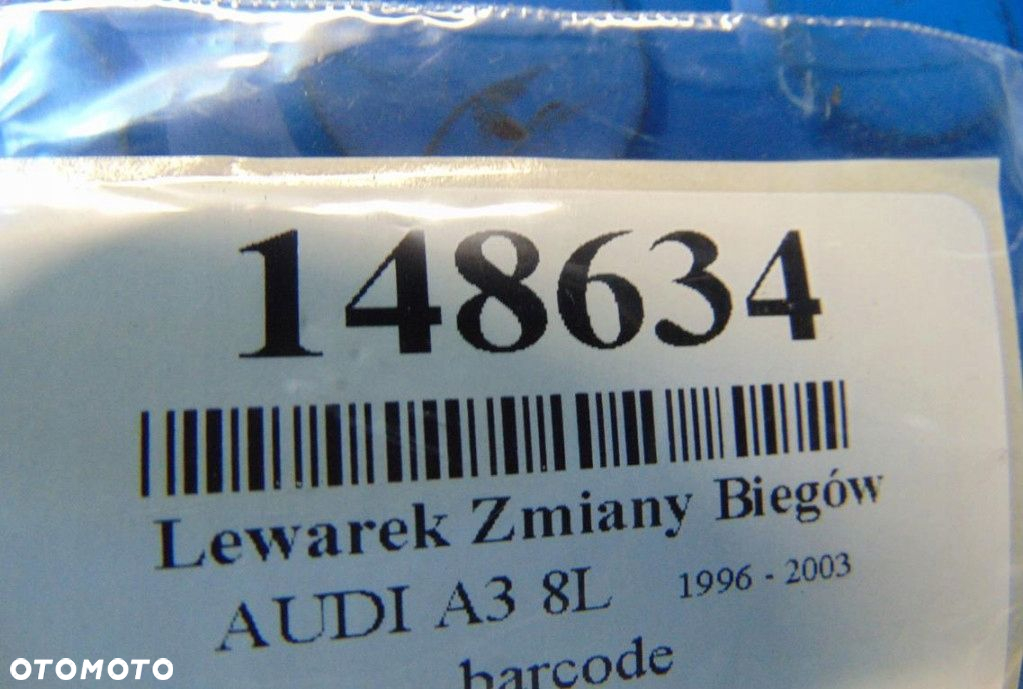 148634
Lewarek Zmiany Biegów
AUDI A3 8L 1996 - 2003
barcode
OTOMOTO